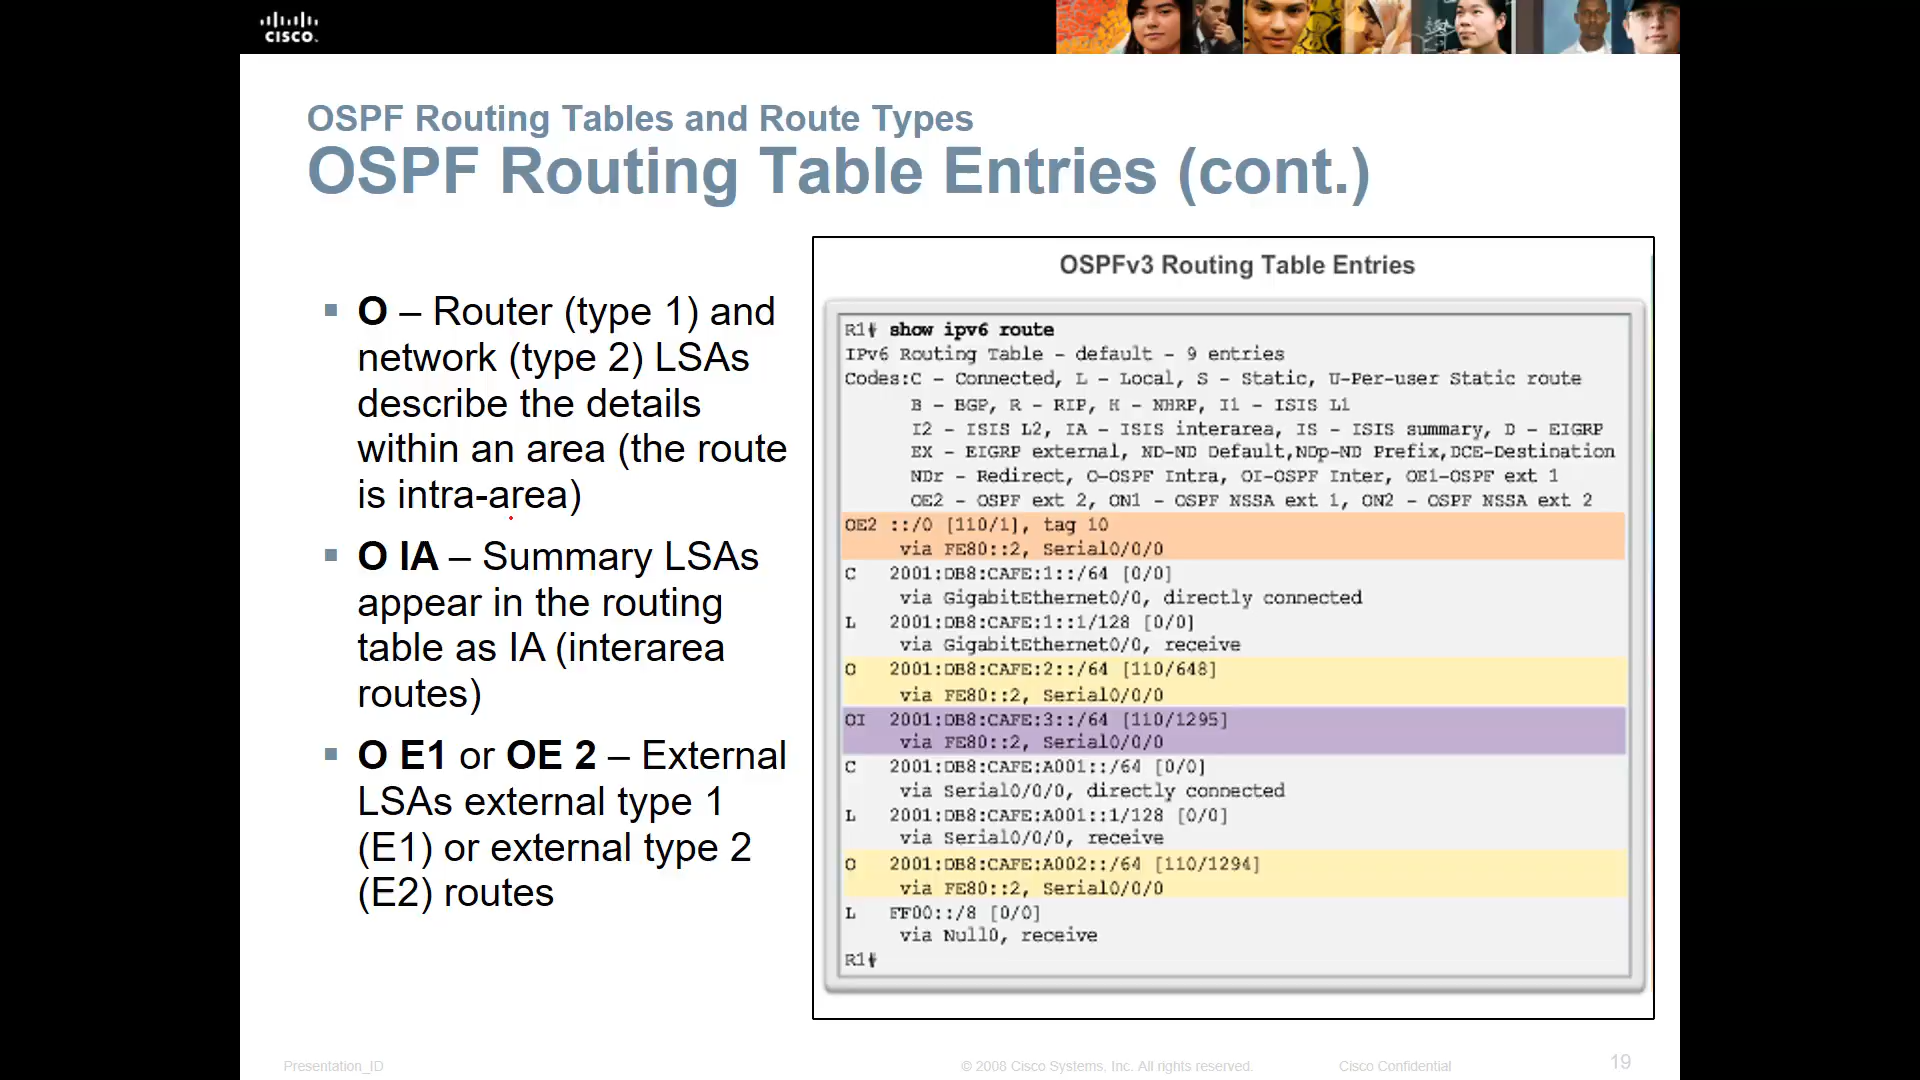 CISCO.
OSPF Routing Tables and Route Types
OSPF Routing Table Entries (cont.)
▪ O – Router (type 1) and
network (type 2) LSAs
describe the details
within an area (the route
is intra-area)
▪ O IA – Summary LSAs
appear in the routing
table as IA (interarea
routes)
▪ O E1 or OE 2 – External
LSAs external type 1
(E1) or external type 2
(E2) routes
OSPFv3 Routing Table Entries
R1# show ipv6 route
IPv6 Routing Table - default - 9 entries
Codes:C - Connected, L - Local, S - Static, U-Per-user Static route
B - BGP, R - RIP, H - NHRP, I1 - ISIS L1
I2 - ISIS L2, IA - ISIS interarea, IS - ISIS summary, D - EIGRP
EX - EIGRP external, ND-ND Default,NDp-ND Prefix,DCE-Destination
NDr - Redirect, O-OSPF Intra, OI-OSPF Inter, OE1-OSPF ext 1
OE2 - OSPF ext 2, ON1 - OSPF NSSA ext 1, ON2 - OSPF NSSA ext 2
OE2 ::/0 [110/1], tag 10
via FE80::2, Serial0/0/0
C 2001:DB8:CAFE:1::/64 [0/0]
via GigabitEthernet0/0, directly connected
L 2001:DB8:CAFE:1::1/128 [0/0]
via GigabitEthernet0/0, receive
O 2001:DB8:CAFE:2::/64 [110/648]
via FE80::2, Serial0/0/0
OI 2001:DB8:CAFE:3::/64 [110/1295]
via FE80::2, Serial0/0/0
C 2001:DB8:CAFE:A001::/64 [0/0]
via Serial0/0/0, directly connected
L 2001:DB8:CAFE:A001::1/128 [0/0]
via Serial0/0/0, receive
O 2001:DB8:CAFE:A002::/64 [110/1294]
via FE80::2, Serial0/0/0
L FF00::/8 [0/0]
via Null0, receive
R1#
Presentation_ID
© 2008 Cisco Systems, Inc. All rights reserved.
Cisco Confidential
19